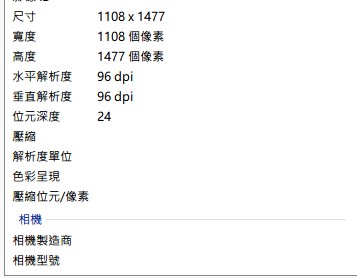 尺寸 1108 x 1477
寬度 1108 個像素
高度 1477 個像素
水平解析度 96 dpi
垂直解析度 96 dpi
位元深度 24
壓縮
解析度單位
色彩呈現
壓縮位元/像素
相機
相機製造商
相機型號